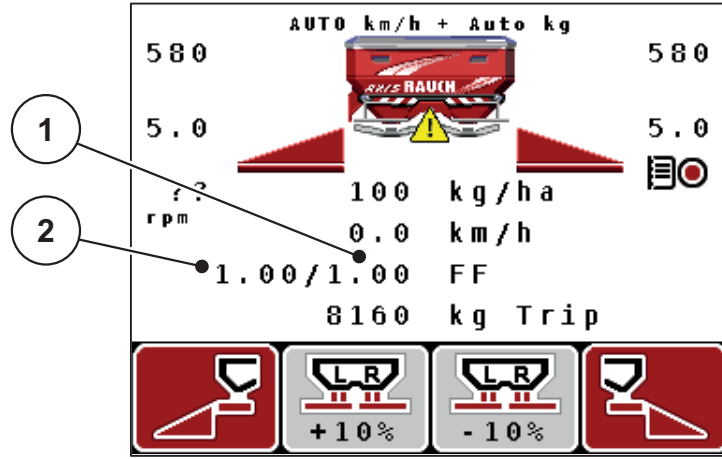 AUTO km/h + Auto kg
580 580
AXIS RAUCH
1
5.0 5.0
?? 100 kg/ha
rpm
0.0 km/h
2
1.00/1.00 FF
8160 kg Trip
L R L R
+10% -10%